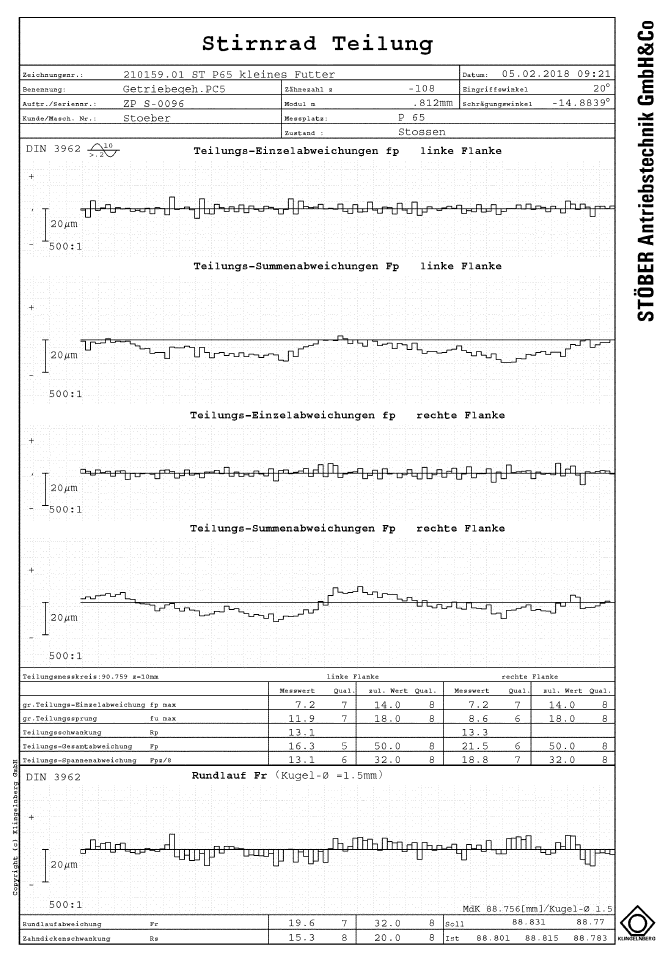 Stirnrad Teilung
Zeichnungsnr.: 210159.01 ST P65 kleines Futter Datum: 05.02.2018 09:21
Benennung: Getriebegeh.PC5 Zähnezahl z -108 Eingriffswinkel 20°
Auftr./Seriennr.: ZP S-0096 Modul m .812mm Schrägungswinkel -14.8839°
Kunde/Masch. Nr.: Stoeber Messplatz: P 65
Zustand : Stossen
DIN 3962 10 >.2 Teilungs-Einzelabweichungen fp linke Flanke
+
20µm
- 500:1
Teilungs-Summenabweichungen Fp linke Flanke
+
20µm
-
500:1
Teilungs-Einzelabweichungen fp rechte Flanke
+
20µm
- 500:1
Teilungs-Summenabweichungen Fp rechte Flanke
+
20µm
-
500:1
Teilungsmesskreis:90.759 z=10mm linke Flanke rechte Flanke
Messwert Qual. zul. Wert Qual. Messwert Qual. zul. Wert Qual.
gr.Teilungs-Einzelabweichung fp max 7.2 7 14.0 8 7.2 7 14.0 8
gr.Teilungssprung fu max 11.9 7 18.0 8 8.6 6 18.0 8
Teilungsschwankung Rp 13.1 13.3
Teilungs-Gesamtabweichung Fp 16.3 5 50.0 8 21.5 6 50.0 8
Teilungs-Spannenabweichung Fpz/8 13.1 6 32.0 8 18.8 7 32.0 8
DIN 3962 Rundlauf Fr (Kugel-Ø =1.5mm)
+
20µm
-
500:1
MdK 88.756[mm]/Kugel-Ø 1.5
Rundlaufabweichung Fr 19.6 7 32.0 8 Soll 88.831 88.77
Zahndickenschwankung Rs 15.3 8 20.0 8 Ist 88.801 88.815 88.783
Copyright (c) Klingelnberg GmbH
STÖBER Antriebstechnik GmbH&Co
KLINGELNBERG